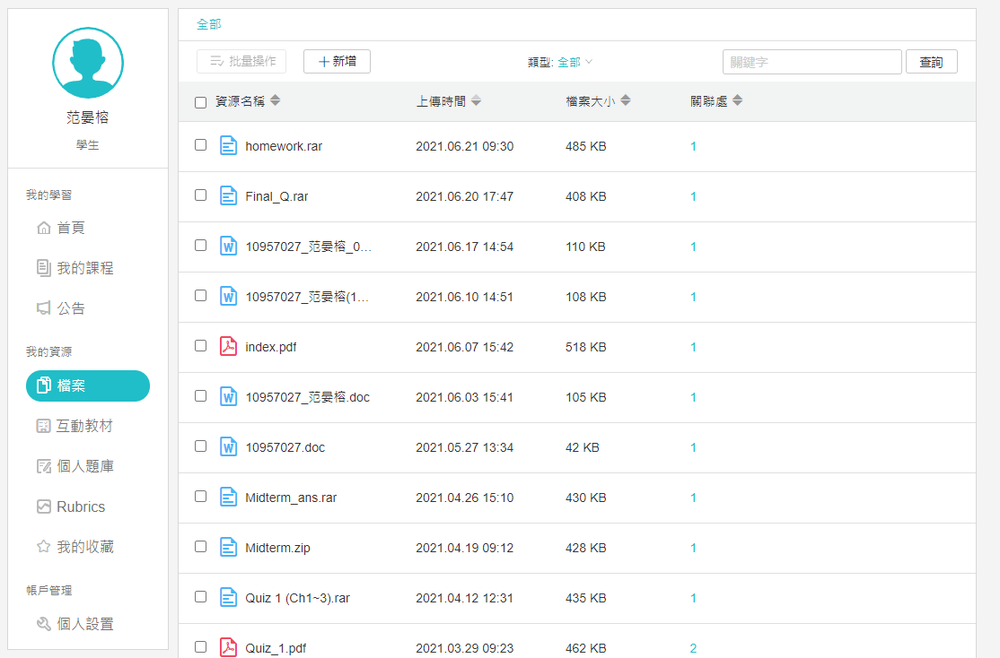 范晏榕
學生
我的學習
首頁
我的課程
公告
我的資源
檔案
互動教材
個人題庫
Rubrics
我的收藏
帳戶管理
個人設置
全部
批量操作 新增 類型: 全部 關鍵字 查詢
資源名稱 上傳時間 檔案大小 關聯處
homework.rar 2021.06.21 09:30 485 KB 1
Final_Q.rar 2021.06.20 17:47 408 KB 1
10957027_范晏榕_0... 2021.06.17 14:54 110 KB 1
10957027_范晏榕(1... 2021.06.10 14:51 108 KB 1
index.pdf 2021.06.07 15:42 518 KB 1
10957027_范晏榕.doc 2021.06.03 15:41 105 KB 1
10957027.doc 2021.05.27 13:34 42 KB 1
Midterm_ans.rar 2021.04.26 15:10 430 KB 1
Midterm.zip 2021.04.19 09:12 428 KB 1
Quiz 1 (Ch1~3).rar 2021.04.12 12:31 435 KB 1
Quiz_1.pdf 2021.03.29 09:23 462 KB 2